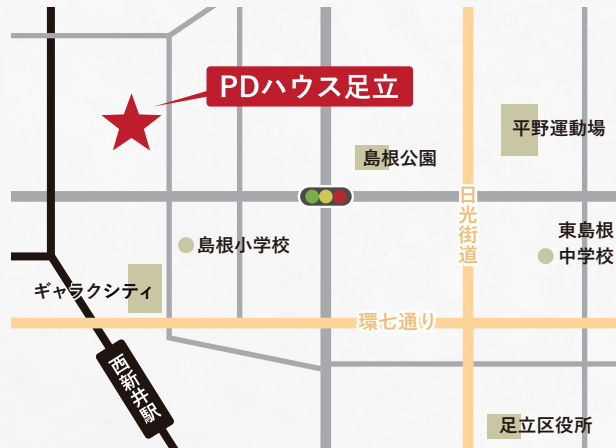 PDハウス足立
平野運動場
島根公園
日光街道
東島根
中学校
島根小学校
ギャラクシティ
環七通り
西新井駅
足立区役所